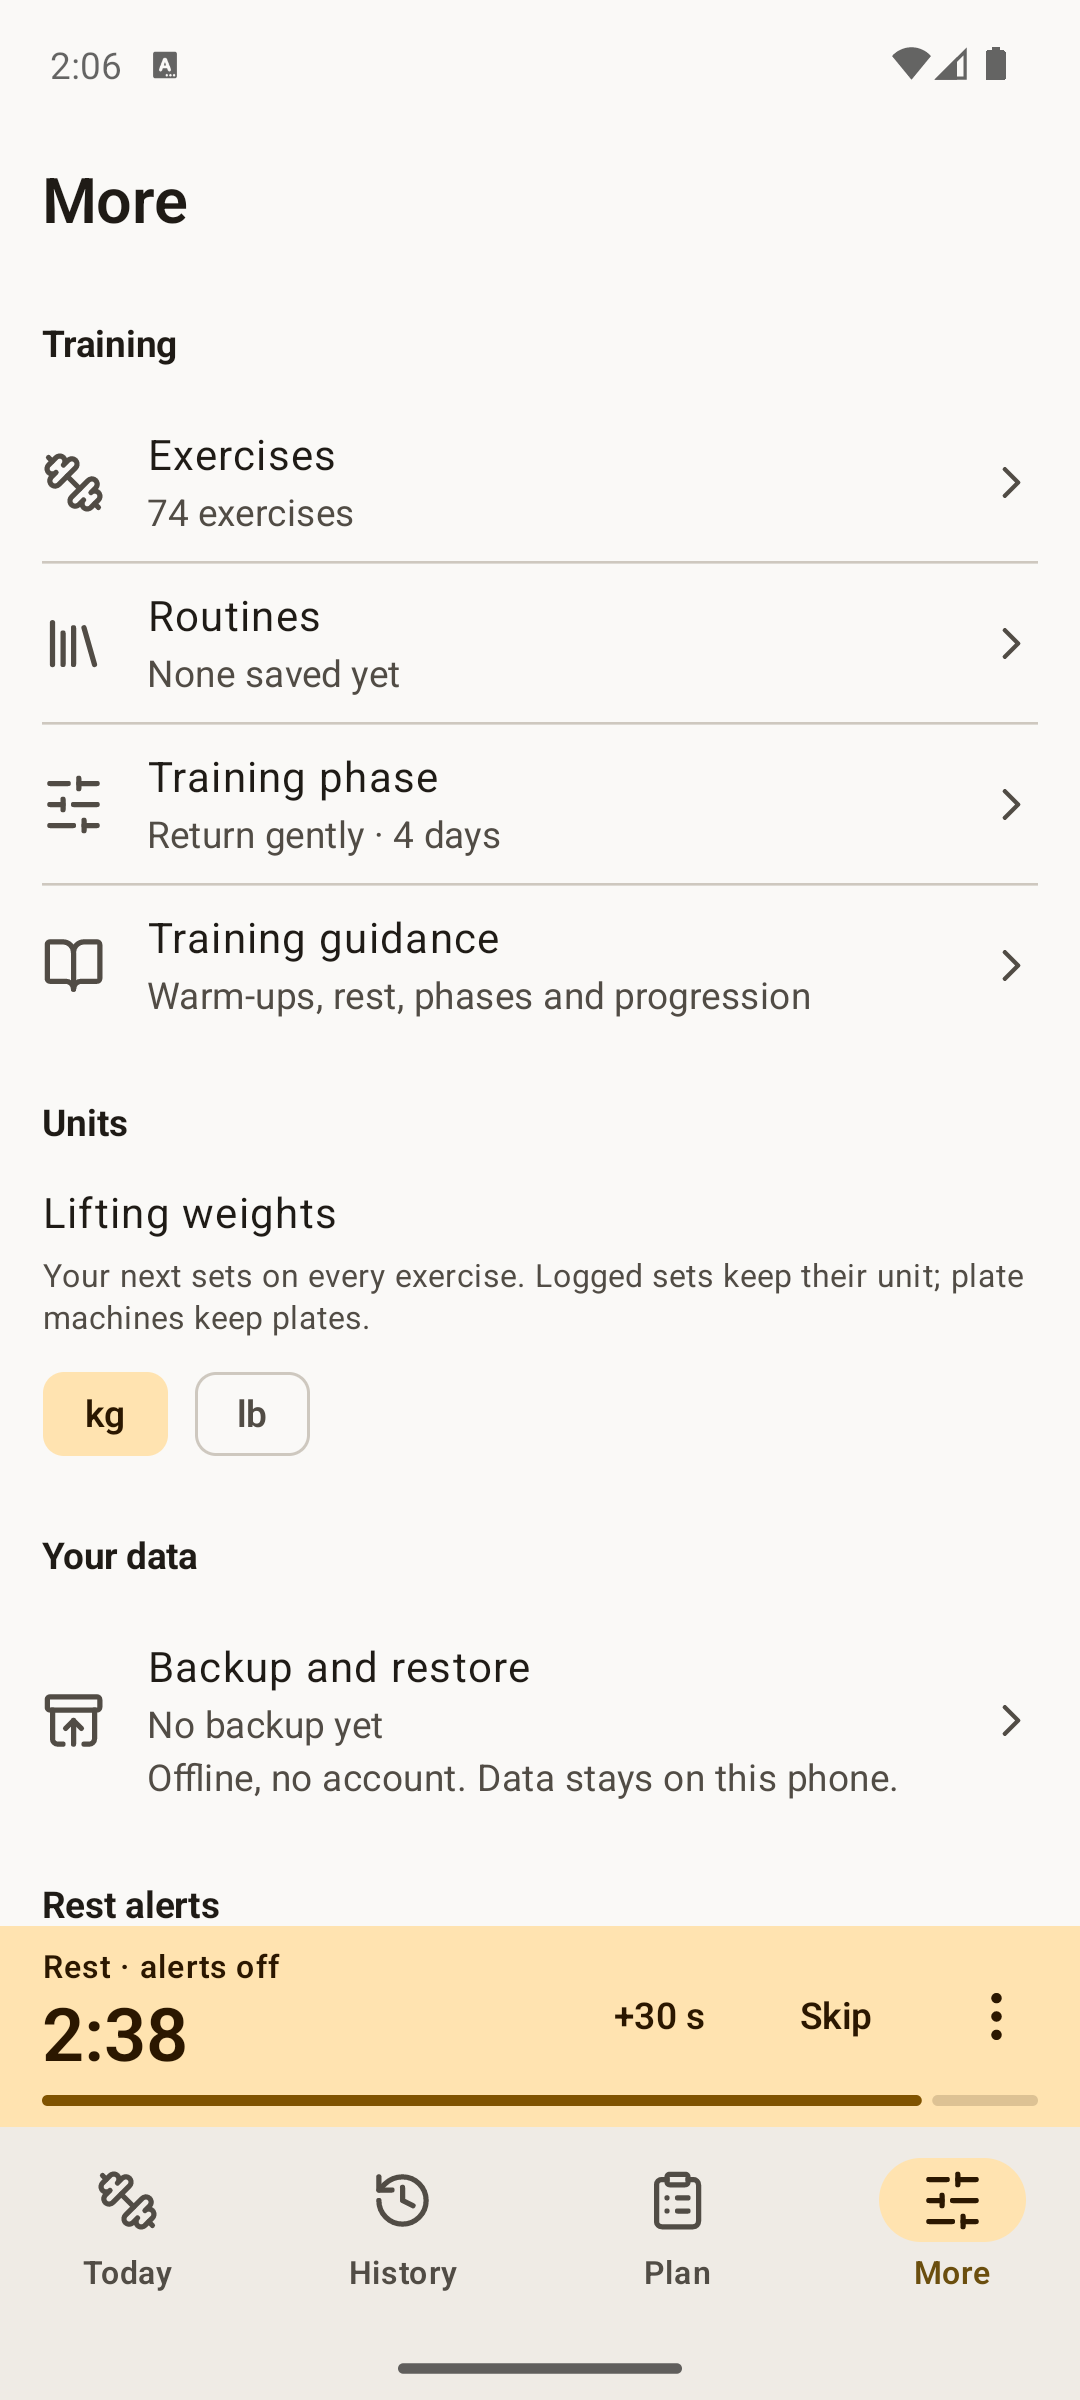 2:06
More
Training
Exercises
74 exercises
Routines
None saved yet
Training phase
Return gently · 4 days
Training guidance
Warm-ups, rest, phases and progression
Units
Lifting weights
Your next sets on every exercise. Logged sets keep their unit; plate
machines keep plates.
kg
lb
Your data
Backup and restore
No backup yet
Offline, no account. Data stays on this phone.
Rest alerts
Rest · alerts off
2:38
+30 s
Skip
Today
History
Plan
More